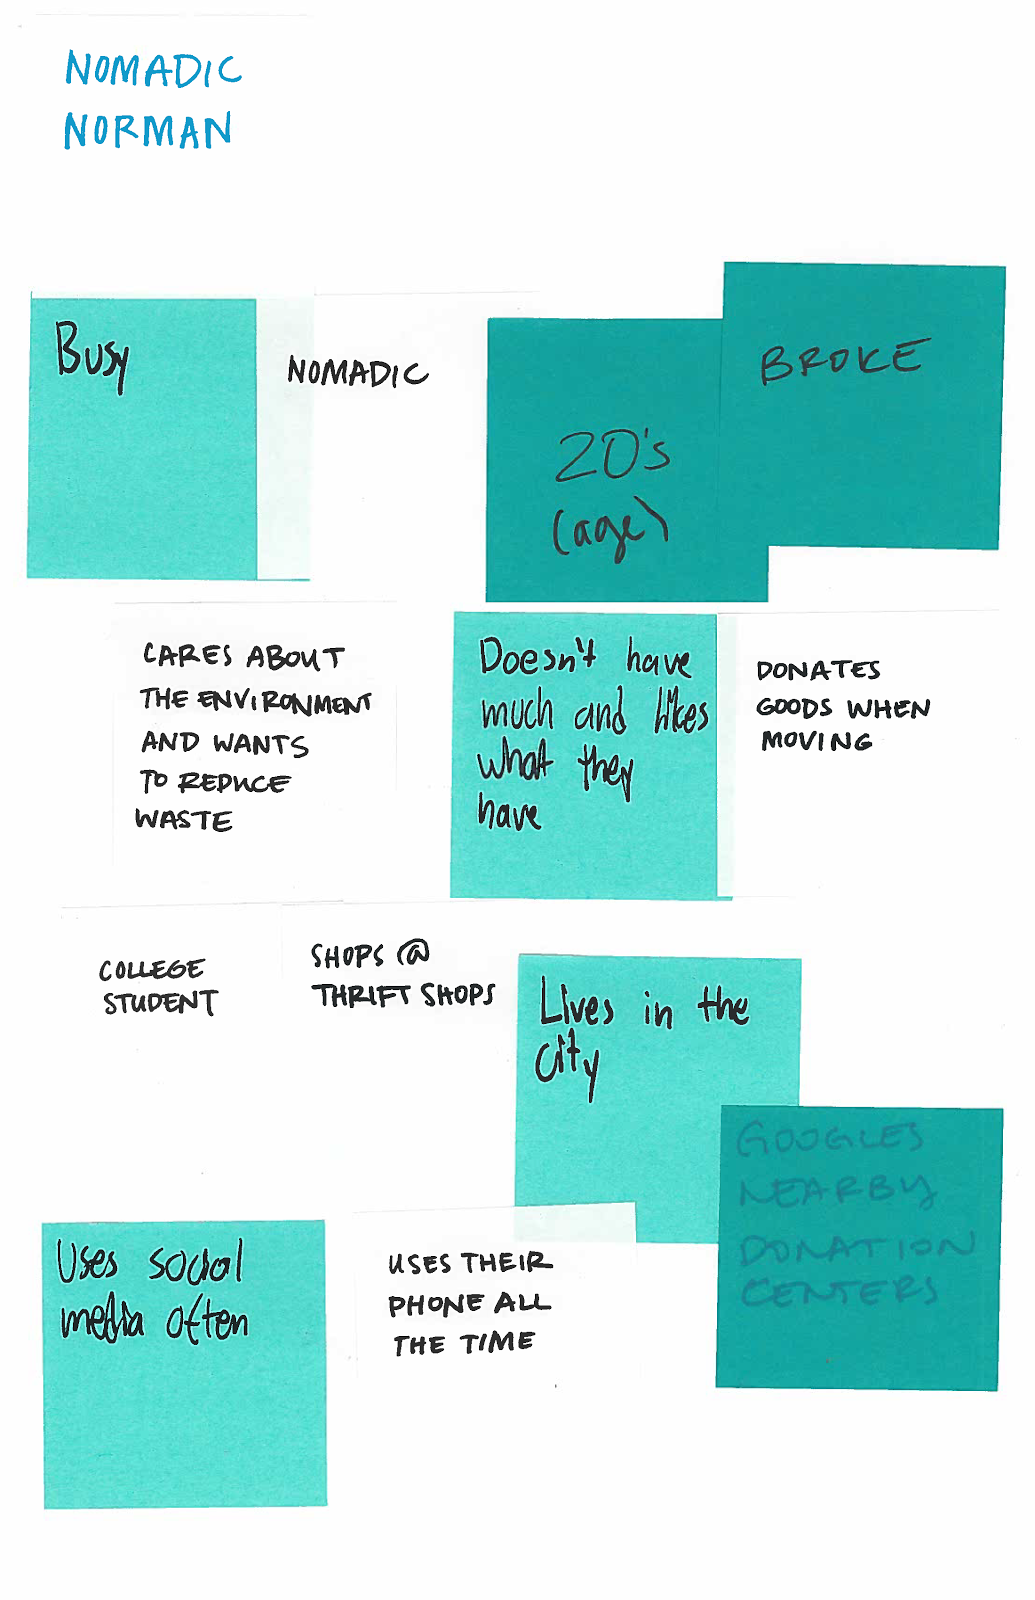 NOMADIC
NORMAN
Busy
NOMADIC
20's
(age)
BROKE
CARES ABOUT
THE ENVIRONMENT
AND WANTS
TO REDUCE
WASTE
Doesn't have
much and likes
what they
have
DONATES
GOODS WHEN
MOVING
COLLEGE
STUDENT
SHOPS @
THRIFT SHOPS
Lives in the
city
GOOGLES
NEARBY
DONATION
CENTERS
Uses social
media often
USES THEIR
PHONE ALL
THE TIME